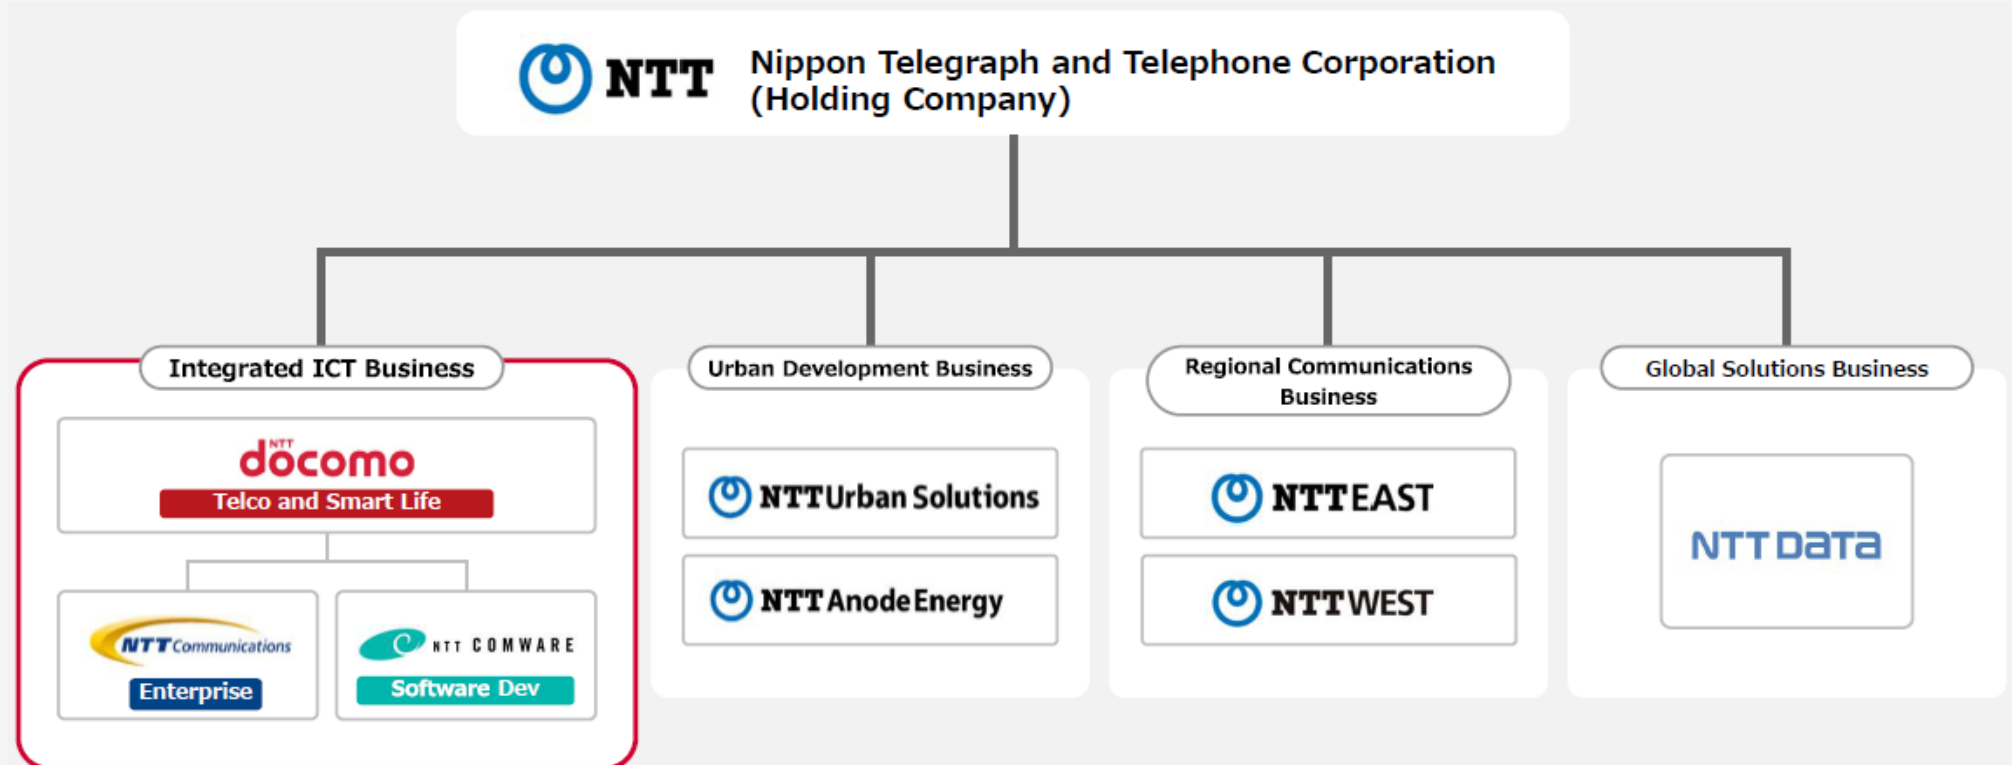 NTT
Nippon Telegraph and Telephone Corporation
(Holding Company)
Integrated ICT Business
NTT
döcomo
Telco and Smart Life
NTT Communications
Enterprise
NTT COMWARE
Software Dev
Urban Development Business
NTT Urban Solutions
NTT Anode Energy
Regional Communications
Business
NTT EAST
NTT WEST
Global Solutions Business
NTT DATA